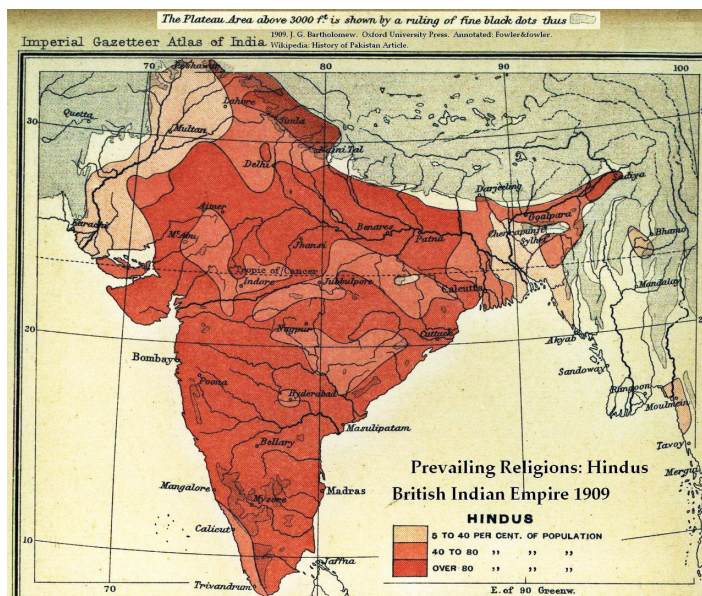 The Plateau Area above 3000 f.t is shown by a ruling of fine black dots thus
Imperial Gazetteer Atlas of India
1909. J. G. Bartholomew. Oxford University Press. Annotated: Fowler&fowler.
Wikipedia: History of Pakistan Article.
70
80
90
100
Peshawar
Lahore
Quetta
Simla
30
Multan
Naini Tal
Delhi
Darjeeling
Sadiya
Goalpara
Ajmer
Karachi
Benares
Patna
Cherrapunji
Bhamo
Mt Abu
Jhansi
Sylhet
Tropic of Cancer
Indore
Jubbulpore
Calcutta
Mandalay
20
Nagpur
Cuttack
Akyab
Bombay
Sandoway
Poona
Hyderabad
Rangoon
Moulmein
Masulipatam
Bellary
Tavoy
Prevailing Religions: Hindus
Mergui
British Indian Empire 1909
Mangalore
Madras
Mysore
HINDUS
Calicut
5 TO 40 PER CENT. OF POPULATION
10
40 TO 80 " " "
Jaffna
OVER 80 " " "
Trivandrum
70
80
E. of 90 Greenw.